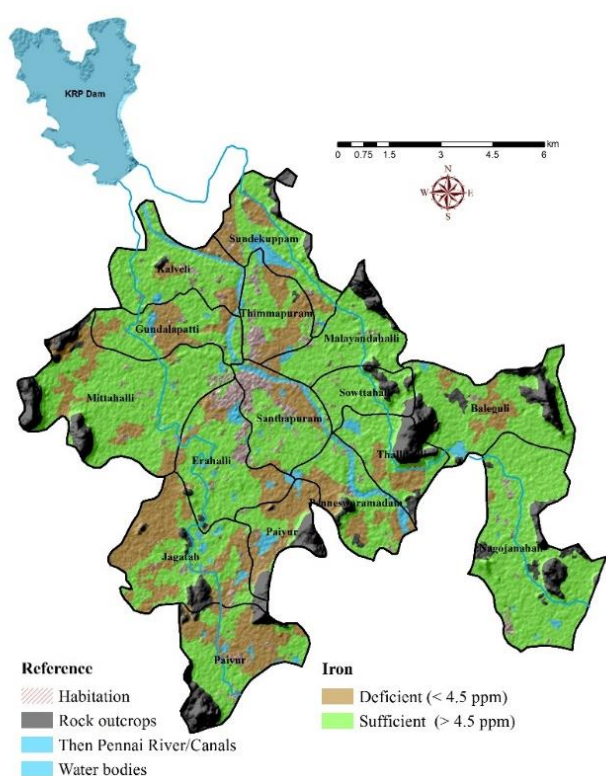 KRP Dam
0 0.75 1.5 3 4.5 6
km
N
W E
S
Sundekuppam
Kalveli
Thimmapuram
Gundalapatti
Malayandahalli
Mittahalli
Sowttahalli
Baleguli
Santhapuram
Erahalli
Penneswaramadam
Paiyur
Nagojanahalli
Paiyur
Reference
Habitation
Rock outcrops
Then Pennai River/Canals
Water bodies
Iron
Deficient (< 4.5 ppm)
Sufficient (> 4.5 ppm)